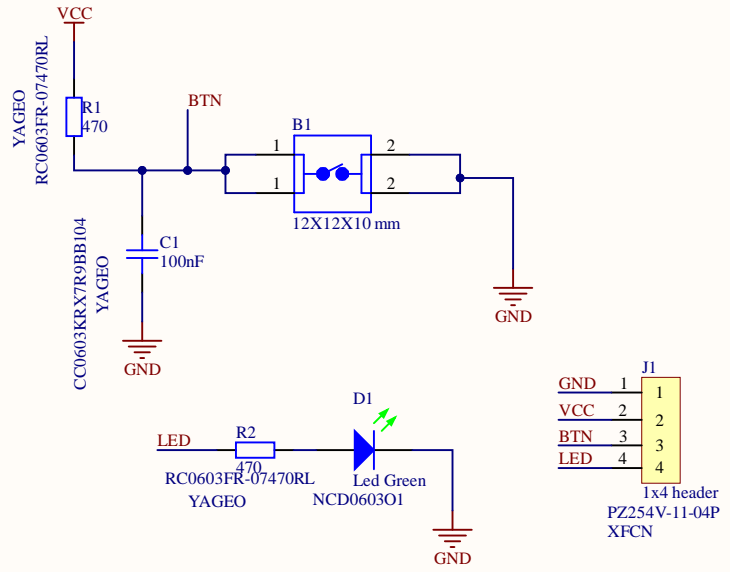 VCC
YAGEO
RC0603FR-07470RL
R1
470
BTN
B1
1
2
1
2
12X12X10 mm
GND
C1
100nF
CC0603KRX7R9BB104
YAGEO
GND
LED
R2
470
RC0603FR-07470RL
YAGEO
D1
Led Green
NCD0603O1
GND
J1
GND 1 1
VCC 2 2
BTN 3 3
LED 4 4
1x4 header
PZ254V-11-04P
XFCN